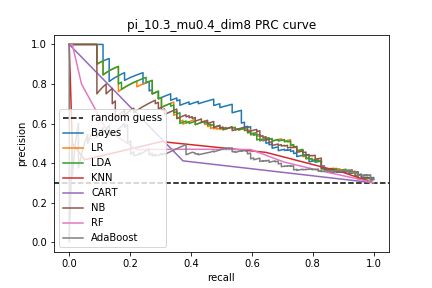 pi_10.3_mu0.4_dim8 PRC curve
1.0
0.8
0.6
0.4
0.2
0.0
precision
random guess
Bayes
LR
LDA
KNN
CART
NB
RF
AdaBoost
0.0 0.2 0.4 0.6 0.8 1.0
recall